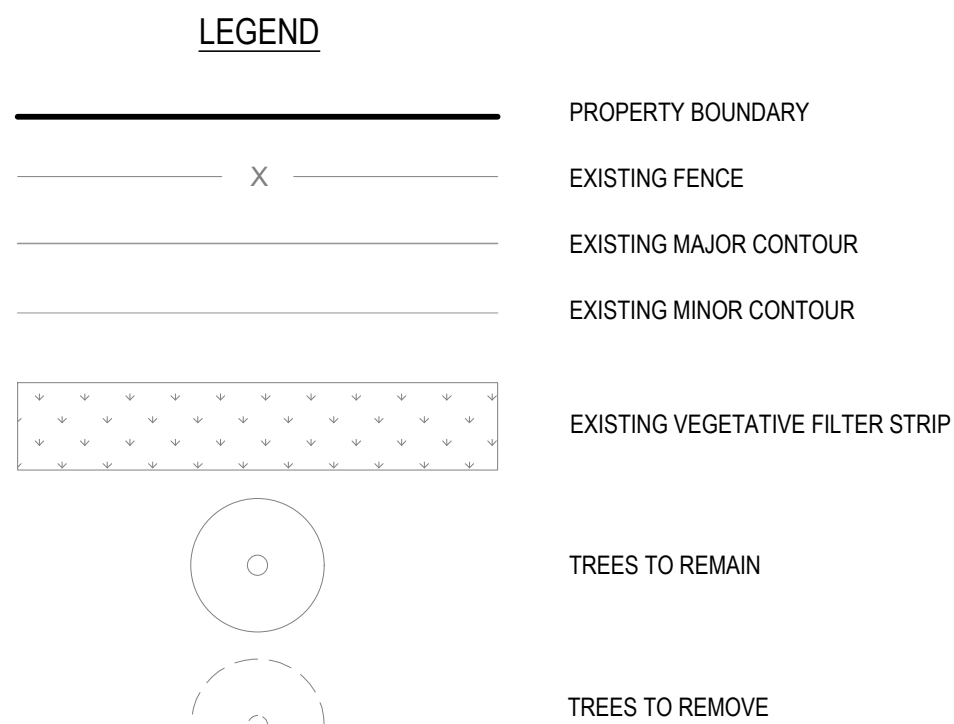 LEGEND
PROPERTY BOUNDARY
X
EXISTING FENCE
EXISTING MAJOR CONTOUR
EXISTING MINOR CONTOUR
EXISTING VEGETATIVE FILTER STRIP
TREES TO REMAIN
TREES TO REMOVE